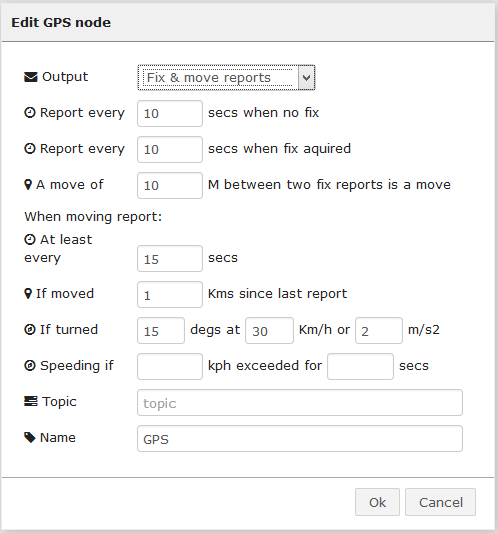 Edit GPS node
Output Fix & move reports
Report every 10 secs when no fix
Report every 10 secs when fix aquired
A move of 10 M between two fix reports is a move
When moving report:
At least
every 15 secs
If moved 1 Kms since last report
If turned 15 degs at 30 Km/h or 2 m/s2
Speeding if kph exceeded for secs
Topic topic
Name GPS
Ok Cancel